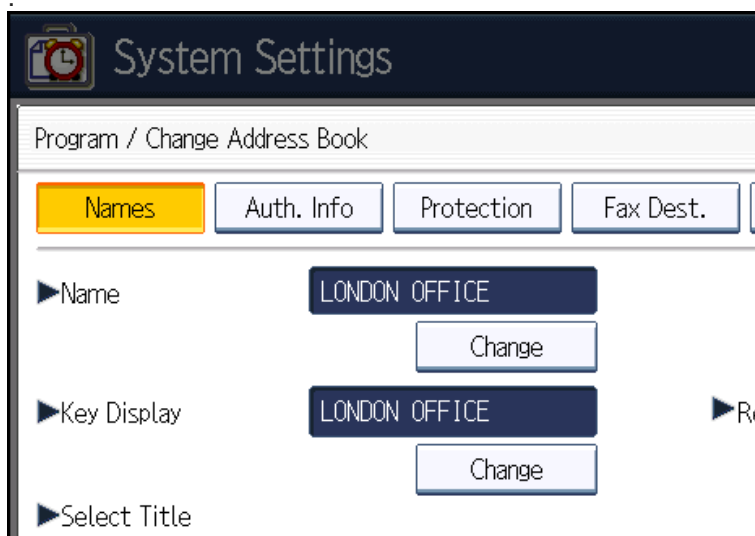 System Settings
Program / Change Address Book
Names Auth. Info Protection Fax Dest.
▶Name LONDON OFFICE
Change
▶Key Display LONDON OFFICE ▶
Change
▶Select Title